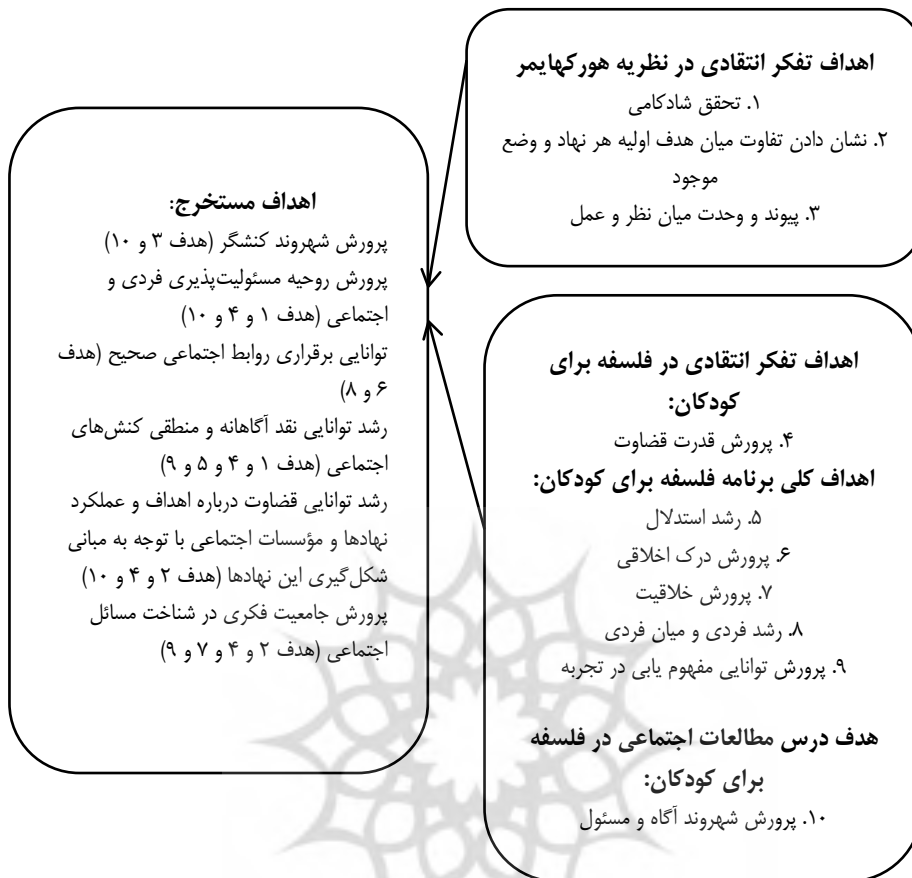 اهداف تفکر انتقادی در نظریه هورکهایمر
۱. تحقق شادکامی
۲. نشان دادن تفاوت میان هدف اولیه هر نهاد و وضع
موجود
۳. پیوند و وحدت میان نظر و عمل
اهداف تفکر انتقادی در فلسفه برای
کودکان:
۴. پرورش قدرت قضاوت
اهداف کلی برنامه فلسفه برای کودکان:
۵. رشد استدلال
۶. پرورش درک اخلاقی
۷. پرورش خلاقیت
۸. رشد فردی و میان فردی
۹. پرورش توانایی مفهوم یابی در تجربه
هدف درس مطالعات اجتماعی در فلسفه
برای کودکان:
۱۰. پرورش شهروند آگاه و مسئول
اهداف مستخرج:
پرورش شهروند کنشگر (هدف ۳ و ۱۰)
پرورش روحیه مسئولیت‌پذیری فردی و
اجتماعی (هدف ۱ و ۴ و ۱۰)
توانایی برقراری روابط اجتماعی صحیح (هدف
۶ و ۸)
رشد توانایی نقد آگاهانه و منطقی کنش‌های
اجتماعی (هدف ۱ و ۴ و ۵ و ۹)
رشد توانایی قضاوت درباره اهداف و عملکرد
نهادها و مؤسسات اجتماعی با توجه به مبانی
شکل‌گیری این نهادها (هدف ۲ و ۴ و ۱۰)
پرورش جامعیت فکری در شناخت مسائل
اجتماعی (هدف ۲ و ۴ و ۷ و ۹)